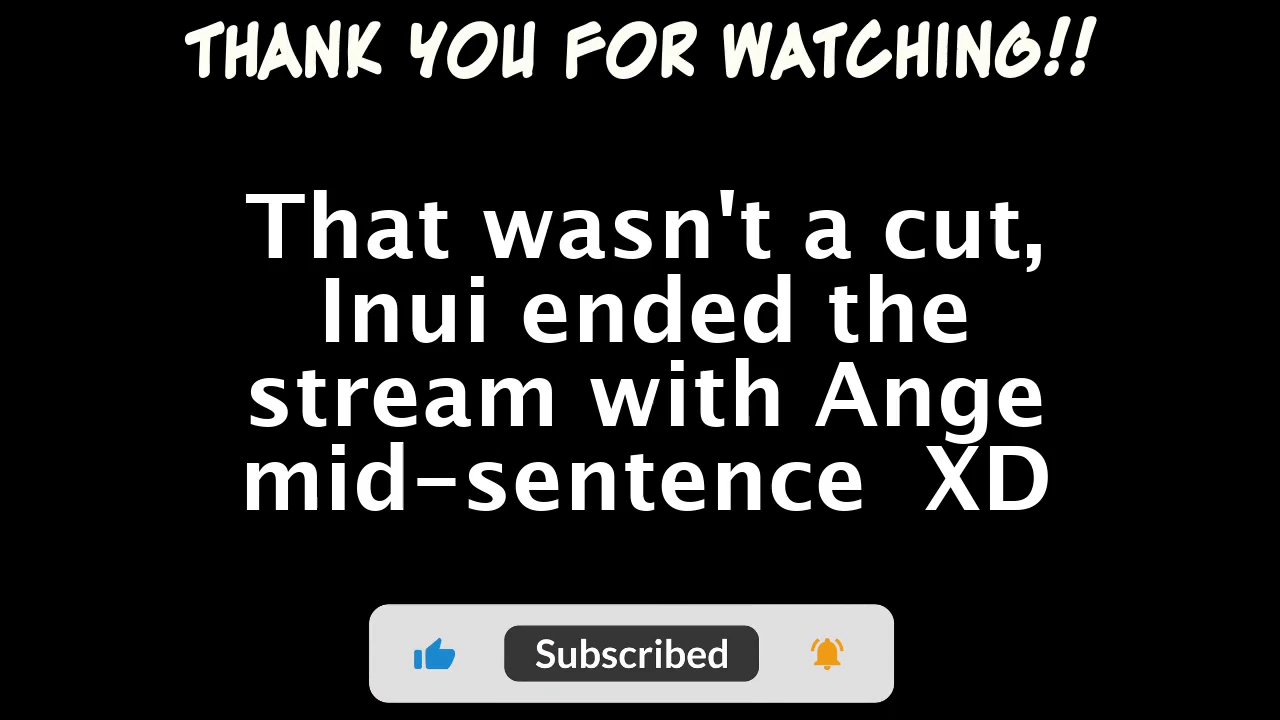 THANK YOU FOR WATCHING!!
That wasn't a cut,
Inui ended the
stream with Ange
mid-sentence  XD
Subscribed